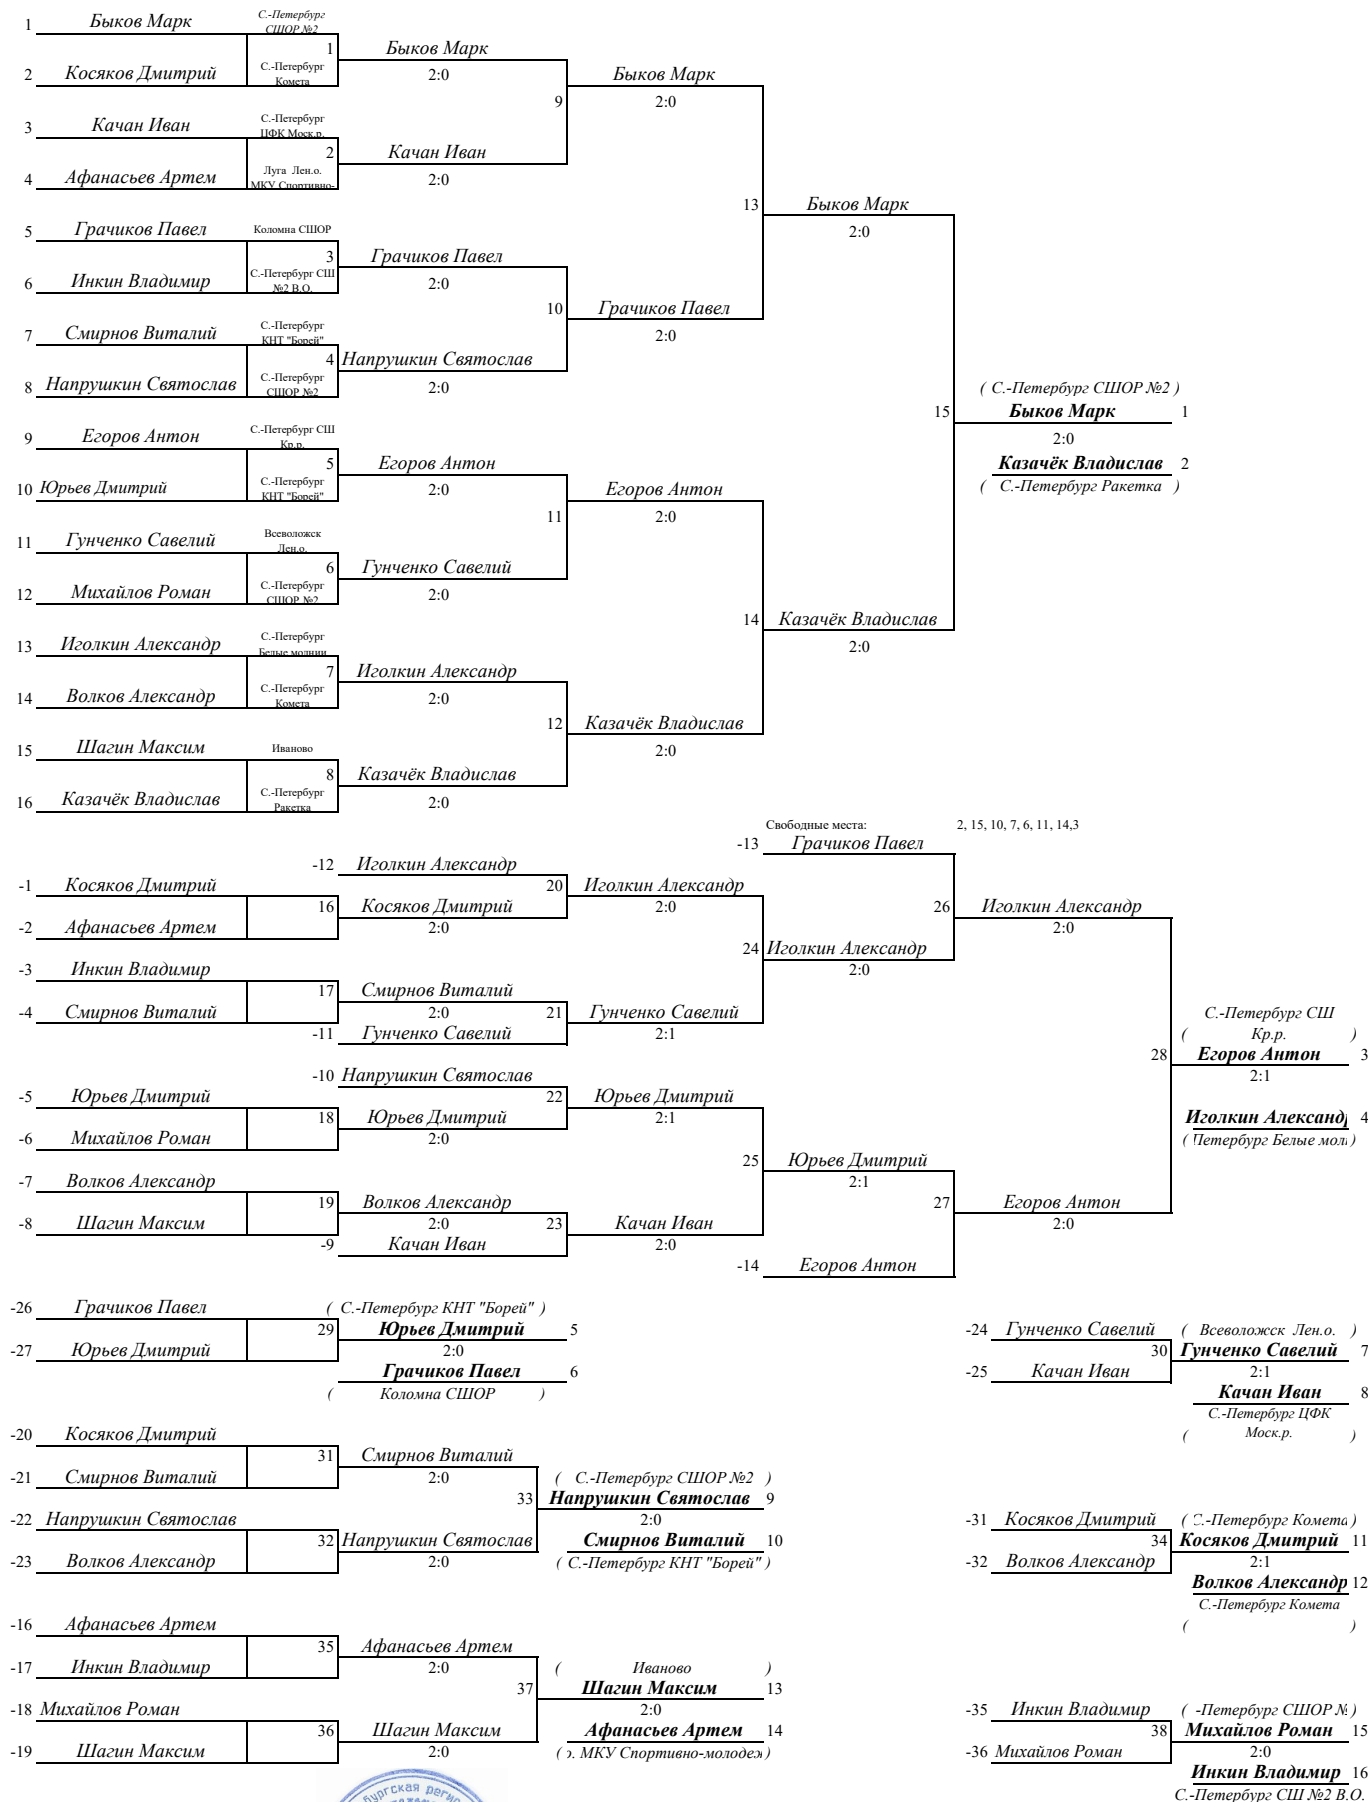 1 Быков Марк С.-Петербург
СШОР №2
1 Быков Марк
2 Косяков Дмитрий С.-Петербург
Комета
2:0 Быков Марк
9 2:0
3 Качан Иван С.-Петербург
ЦФК Моск.р.
2 Качан Иван
4 Афанасьев Артем Луга Лен.о.
МКУ Спортивно-
2:0
13 Быков Марк
2:0
5 Грачиков Павел Коломна СШОР
3 Грачиков Павел
6 Инкин Владимир С.-Петербург СШ
№2 В.О.
2:0
10 Грачиков Павел
2:0
7 Смирнов Виталий С.-Петербург
КНТ "Борей"
4 Напрушкин Святослав
8 Напрушкин Святослав С.-Петербург
СШОР №2
2:0
( С.-Петербург СШОР №2 )
15 Быков Марк 1
2:0
Казачёк Владислав 2
( С.-Петербург Ракетка )
9 Егоров Антон С.-Петербург СШ
Кр.р.
5 Егоров Антон
10 Юрьев Дмитрий С.-Петербург
КНТ "Борей"
2:0
11 Егоров Антон
2:0
11 Гунченко Савелий Всеволожск
Лен.о.
6 Гунченко Савелий
12 Михайлов Роман С.-Петербург
СШОР №2
2:0
14 Казачёк Владислав
2:0
13 Иголкин Александр С.-Петербург
Белые молнии
7 Иголкин Александр
14 Волков Александр С.-Петербург
Комета
2:0
12 Казачёк Владислав
2:0
15 Шагин Максим Иваново
8 Казачёк Владислав
16 Казачёк Владислав С.-Петербург
Ракетка
2:0
Свободные места: 2, 15, 10, 7, 6, 11, 14,3
-13 Грачиков Павел
-12 Иголкин Александр
-1 Косяков Дмитрий 20 Иголкин Александр
16 Косяков Дмитрий 2:0 26 Иголкин Александр
-2 Афанасьев Артем 2:0 2:0
24 Иголкин Александр
2:0
-3 Инкин Владимир
17 Смирнов Виталий
-4 Смирнов Виталий 2:0 21 Гунченко Савелий
-11 Гунченко Савелий 2:1
С.-Петербург СШ
( Кр.р. )
28 Егоров Антон 3
2:1
-10 Напрушкин Святослав
-5 Юрьев Дмитрий 22 Юрьев Дмитрий
18 Юрьев Дмитрий 2:1
-6 Михайлов Роман 2:0
Иголкин Александ 4
( Петербург Белые мол )
25 Юрьев Дмитрий
2:1
-7 Волков Александр
19 Волков Александр 27 Егоров Антон
-8 Шагин Максим 2:0 23 Качан Иван 2:0
-9 Качан Иван 2:0
-14 Егоров Антон
-26 Грачиков Павел ( С.-Петербург КНТ "Борей" )
29 Юрьев Дмитрий 5
-27 Юрьев Дмитрий 2:0
Грачиков Павел 6
( Коломна СШОР )
-24 Гунченко Савелий ( Всеволожск Лен.о. )
30 Гунченко Савелий 7
-25 Качан Иван 2:1
Качан Иван 8
С.-Петербург ЦФК
( Моск.р. )
-20 Косяков Дмитрий
31 Смирнов Виталий
-21 Смирнов Виталий 2:0 ( С.-Петербург СШОР №2 )
33 Напрушкин Святослав 9
-22 Напрушкин Святослав 2:0
32 Напрушкин Святослав Смирнов Виталий 10
-23 Волков Александр 2:0 ( С.-Петербург КНТ "Борей" )
-31 Косяков Дмитрий ( С.-Петербург Комета )
34 Косяков Дмитрий 11
-32 Волков Александр 2:1
Волков Александр 12
С.-Петербург Комета
( )
-16 Афанасьев Артем
35 Афанасьев Артем
-17 Инкин Владимир 2:0 ( Иваново )
37 Шагин Максим 13
-18 Михайлов Роман 2:0
36 Шагин Максим Афанасьев Артем 14
-19 Шагин Максим 2:0 ( о. МКУ Спортивно-молодеж )
-35 Инкин Владимир ( -Петербург СШОР № )
38 Михайлов Роман 15
-36 Михайлов Роман 2:0
Инкин Владимир 16
С.-Петербург СШ №2 В.О.